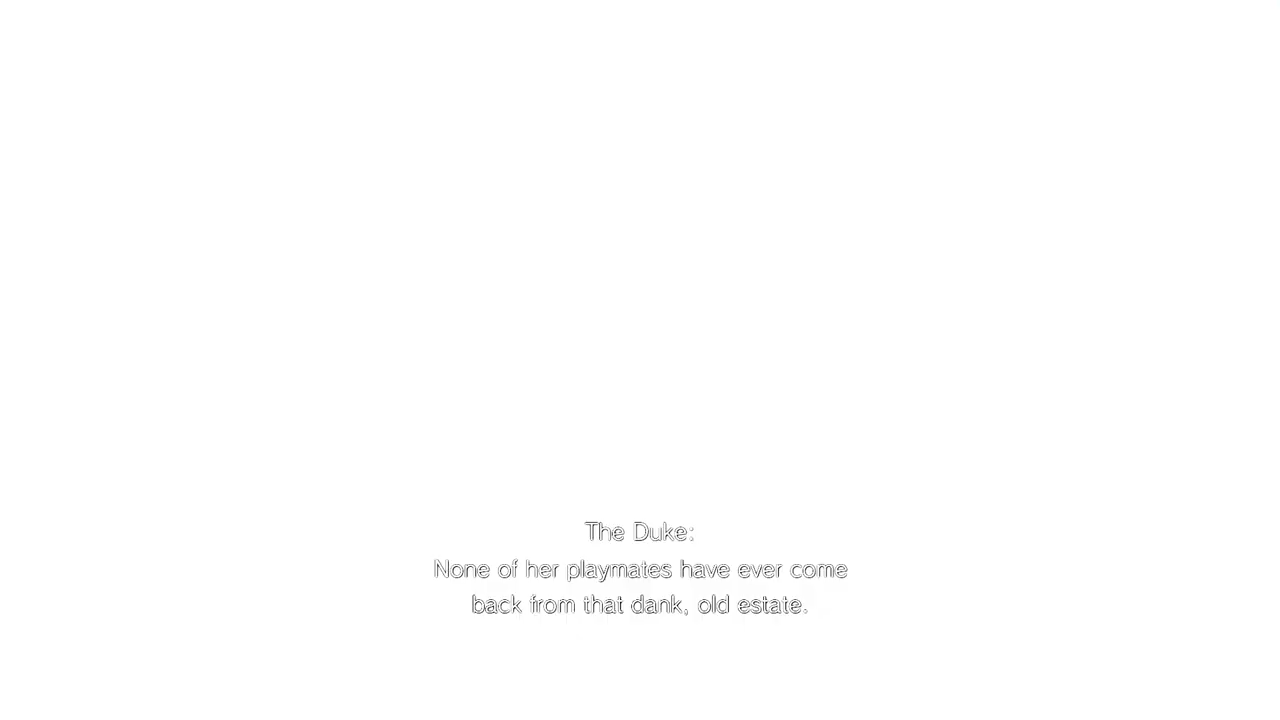 The Duke:
None of her playmates have ever come
back from that dank, old estate.